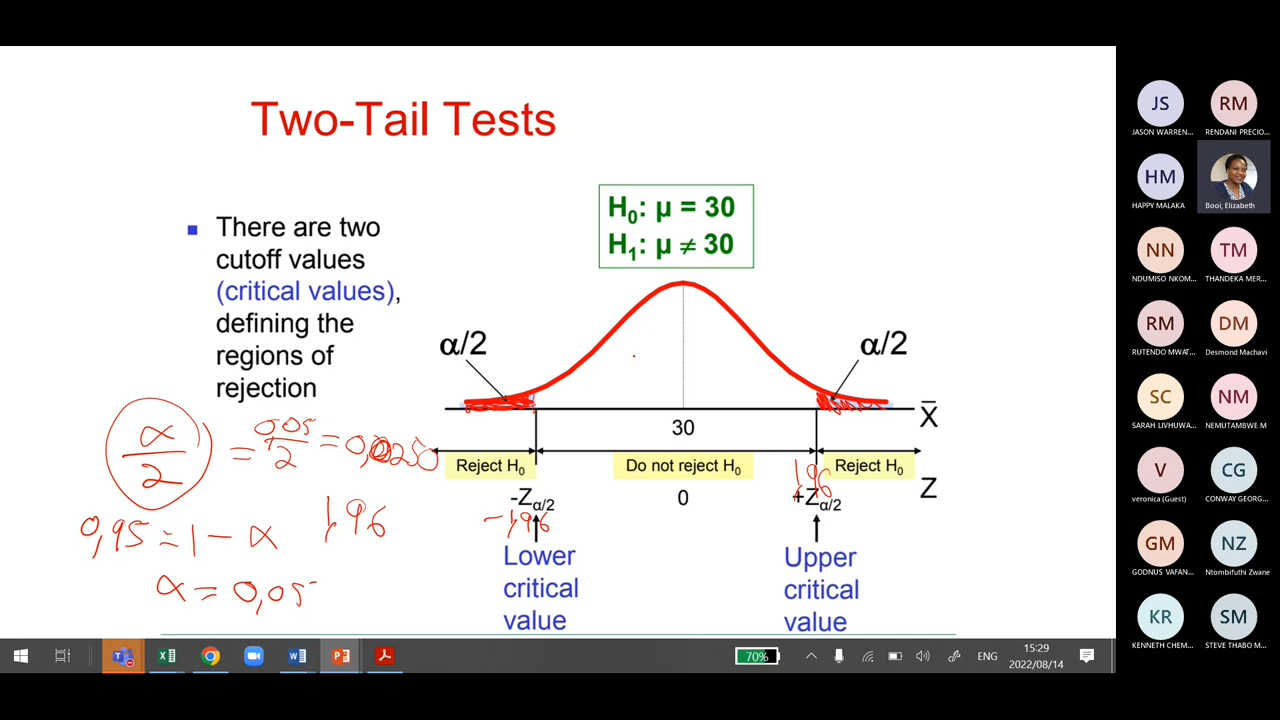 Two-Tail Tests
There are two
cutoff values
(critical values),
defining the
regions of
rejection
H0: µ = 30
H1: µ ≠ 30
α/2
α/2
X̄
30
Reject H0
Do not reject H0
Reject H0
Z
-Zα/2
0
+Zα/2
Lower
critical
value
Upper
critical
value
α/2 = 0,05/2 = 0,0250
0,95 = 1 - α
α = 0,05
1,96
-1,96
1,96
JS
JASON WARREN...
RM
RENDANI PRECIO...
HM
HAPPY MALAKA
Booi, Elizabeth
NN
NDUMISO NKOM...
TM
THANDEKA MER...
RM
RUTENDO MWAT...
DM
Desmond Machavi
SC
SARAH LIVHUWA...
NM
NEMUTAMBWE M
V
veronica (Guest)
CG
CONWAY GEORG...
GM
GODNUS VAFAN...
NZ
Ntombifuthi Zwane
KR
KENNETH CHEM...
SM
STEVE THABO M...
70%
ENG
15:29
2022/08/14